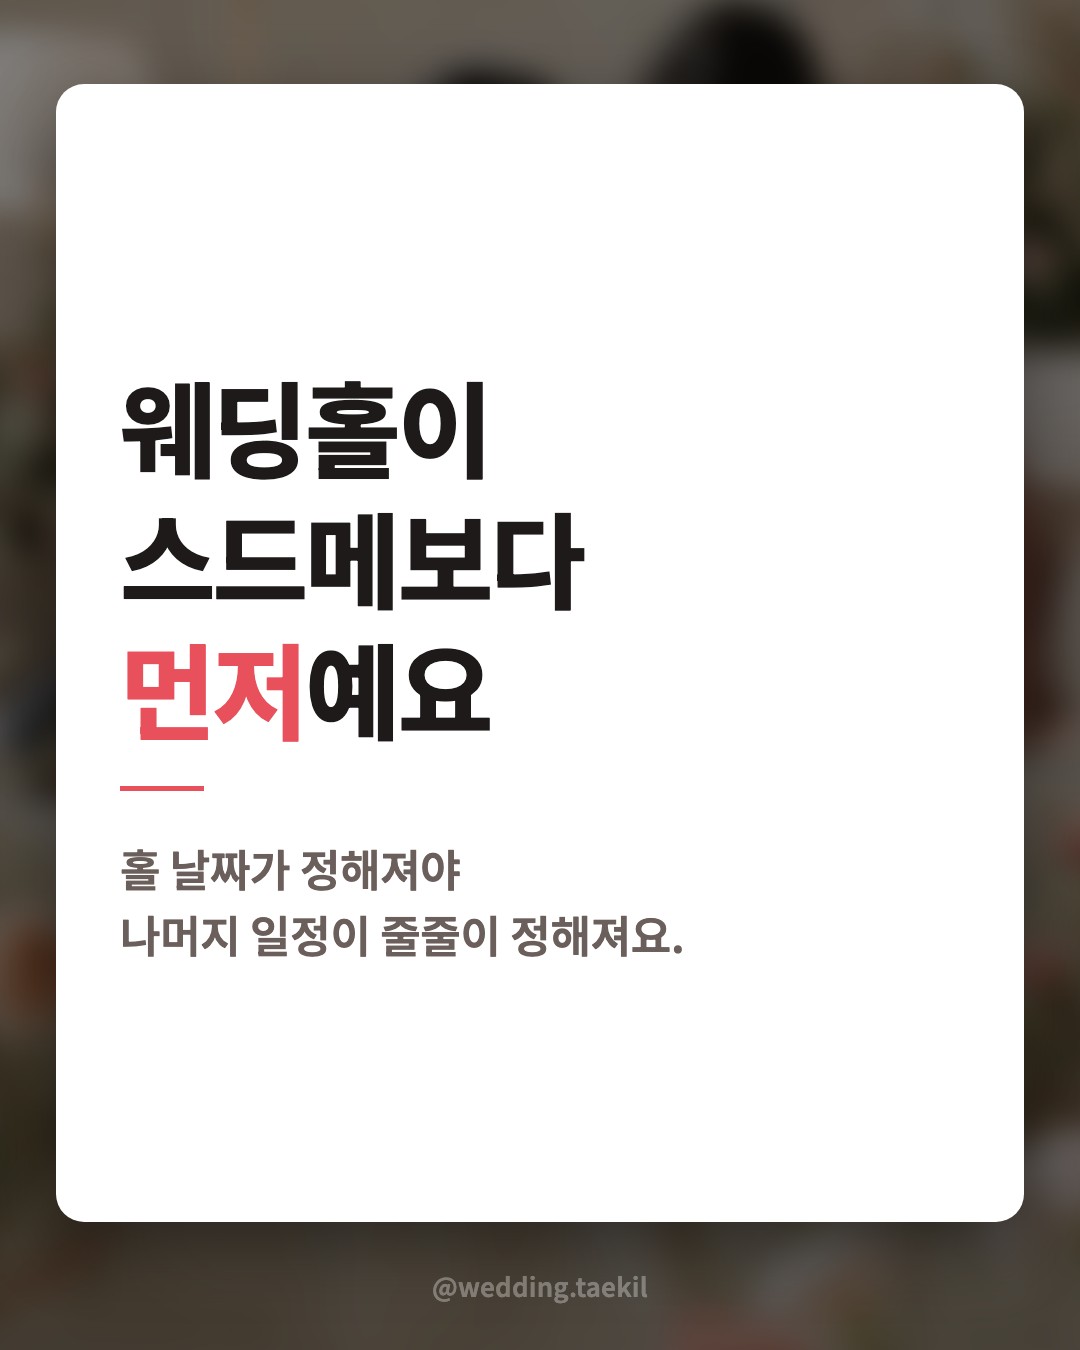 웨딩홀이
스드메보다
먼저예요
홀 날짜가 정해져야
나머지 일정이 줄줄이 정해져요.
@wedding.taekil